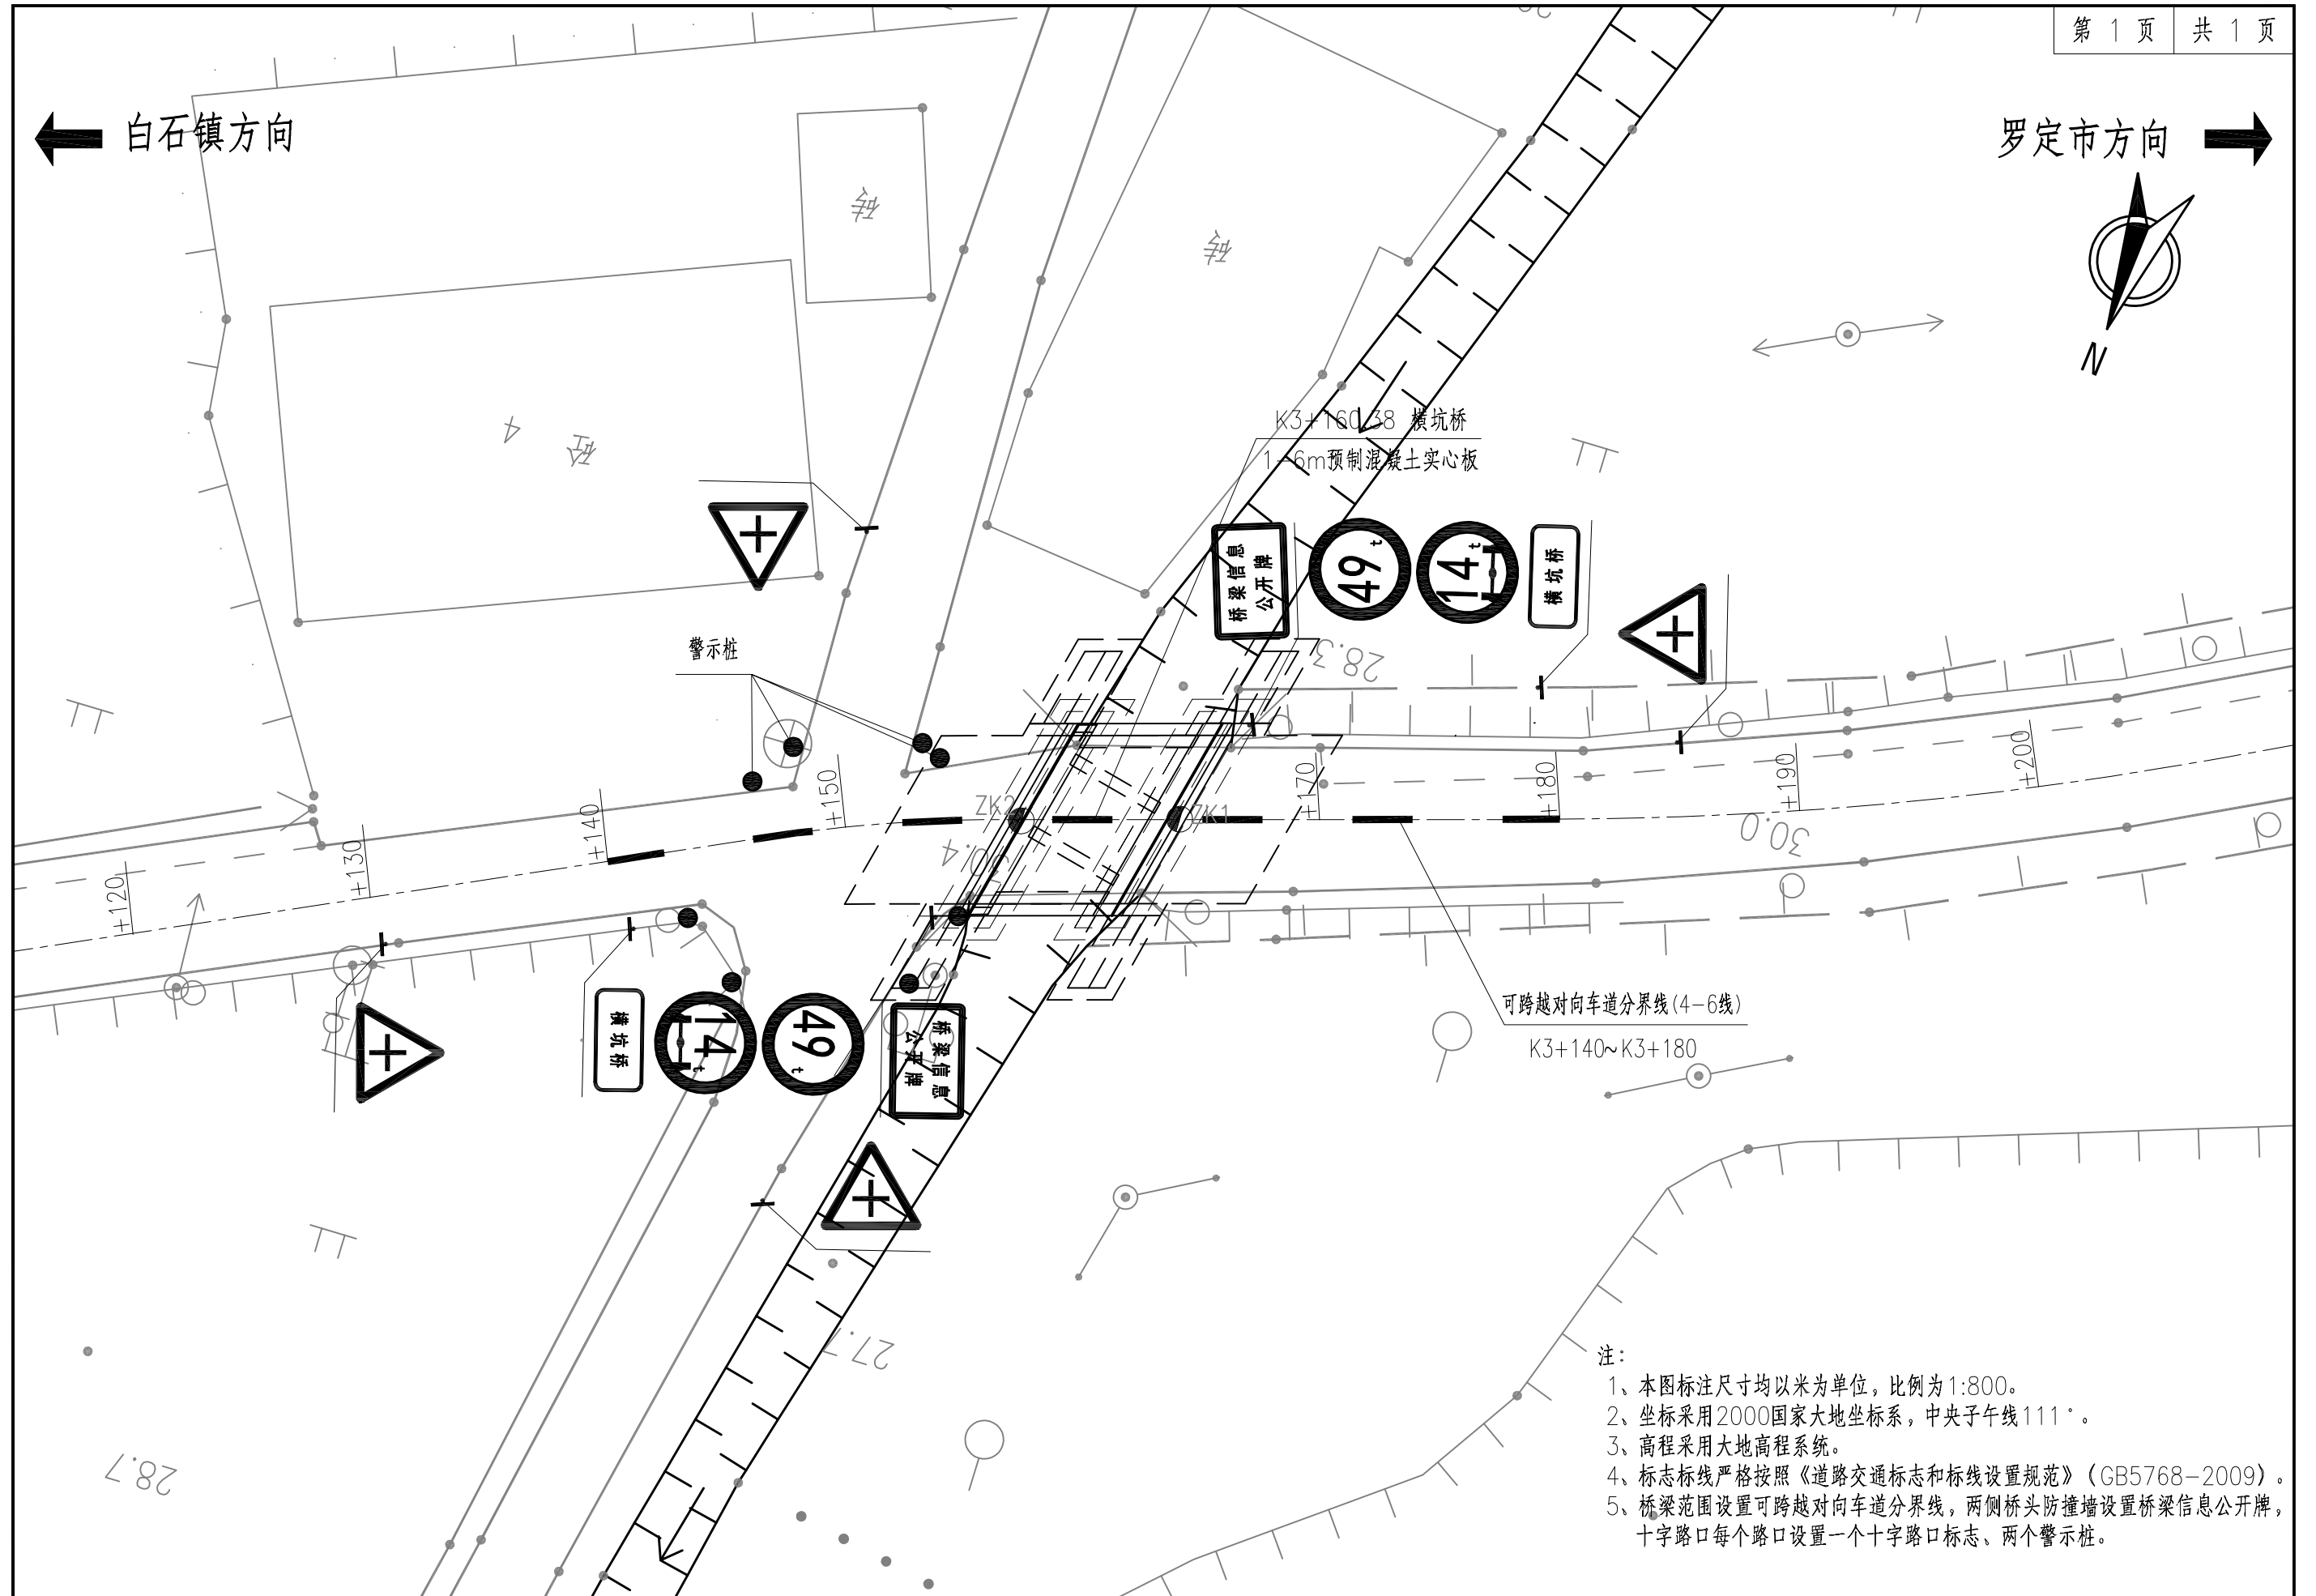 第 1 页 共 1 页
白石镇方向
罗定市方向
N
砖
砖
砼 4
K3+160.38 横坑桥
1-6m预制混凝土实心板
桥梁信息
公开牌
49 t
14 t
横坑桥
28.3
警示桩
+120
+130
+140
+150
+170
+180
+190
+200
ZK2
ZK1
30.4
30.0
横坑桥
14 t
49 t
桥梁信息
公开牌
可跨越对向车道分界线(4-6线)
K3+140~K3+180
27.7
28.7
注:
1、本图标注尺寸均以米为单位，比例为1:800。
2、坐标采用2000国家大地坐标系，中央子午线111°。
3、高程采用大地高程系统。
4、标志标线严格按照《道路交通标志和标线设置规范》(GB5768-2009)。
5、桥梁范围设置可跨越对向车道分界线，两侧桥头防撞墙设置桥梁信息公开牌，
十字路口每个路口设置一个十字路口标志、两个警示桩。